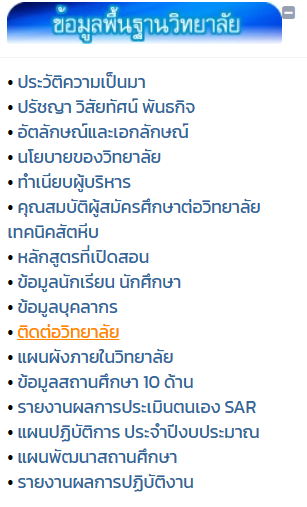 ข้อมูลพื้นฐานวิทยาลัย
• ประวัติความเป็นมา
• ปรัชญา วิสัยทัศน์ พันธกิจ
• อัตลักษณ์และเอกลักษณ์
• นโยบายของวิทยาลัย
• ทำเนียบผู้บริหาร
• คุณสมบัติผู้สมัครศึกษาต่อวิทยาลัย
เทคนิคสัตหีบ
• หลักสูตรที่เปิดสอน
• ข้อมูลนักเรียน นักศึกษา
• ข้อมูลบุคลากร
• ติดต่อวิทยาลัย
• แผนผังภายในวิทยาลัย
• ข้อมูลสถานศึกษา 10 ด้าน
• รายงานผลการประเมินตนเอง SAR
• แผนปฏิบัติการ ประจำปีงบประมาณ
• แผนพัฒนาสถานศึกษา
• รายงานผลการปฏิบัติงาน